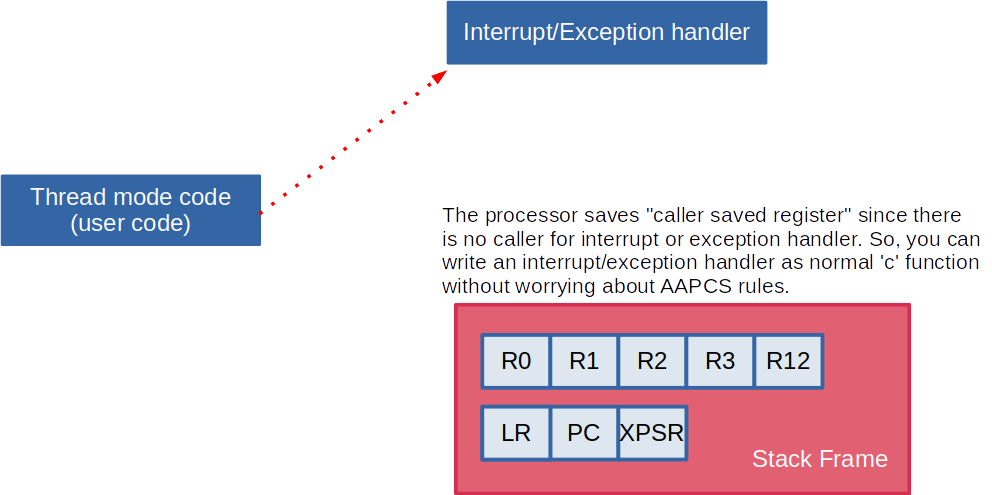 Interrupt/Exception handler
Thread mode code
(user code)
The processor saves "caller saved register" since there
is no caller for interrupt or exception handler. So, you can
write an interrupt/exception handler as normal 'c' function
without worrying about AAPCS rules.
R0 R1 R2 R3 R12
LR PC XPSR
Stack Frame